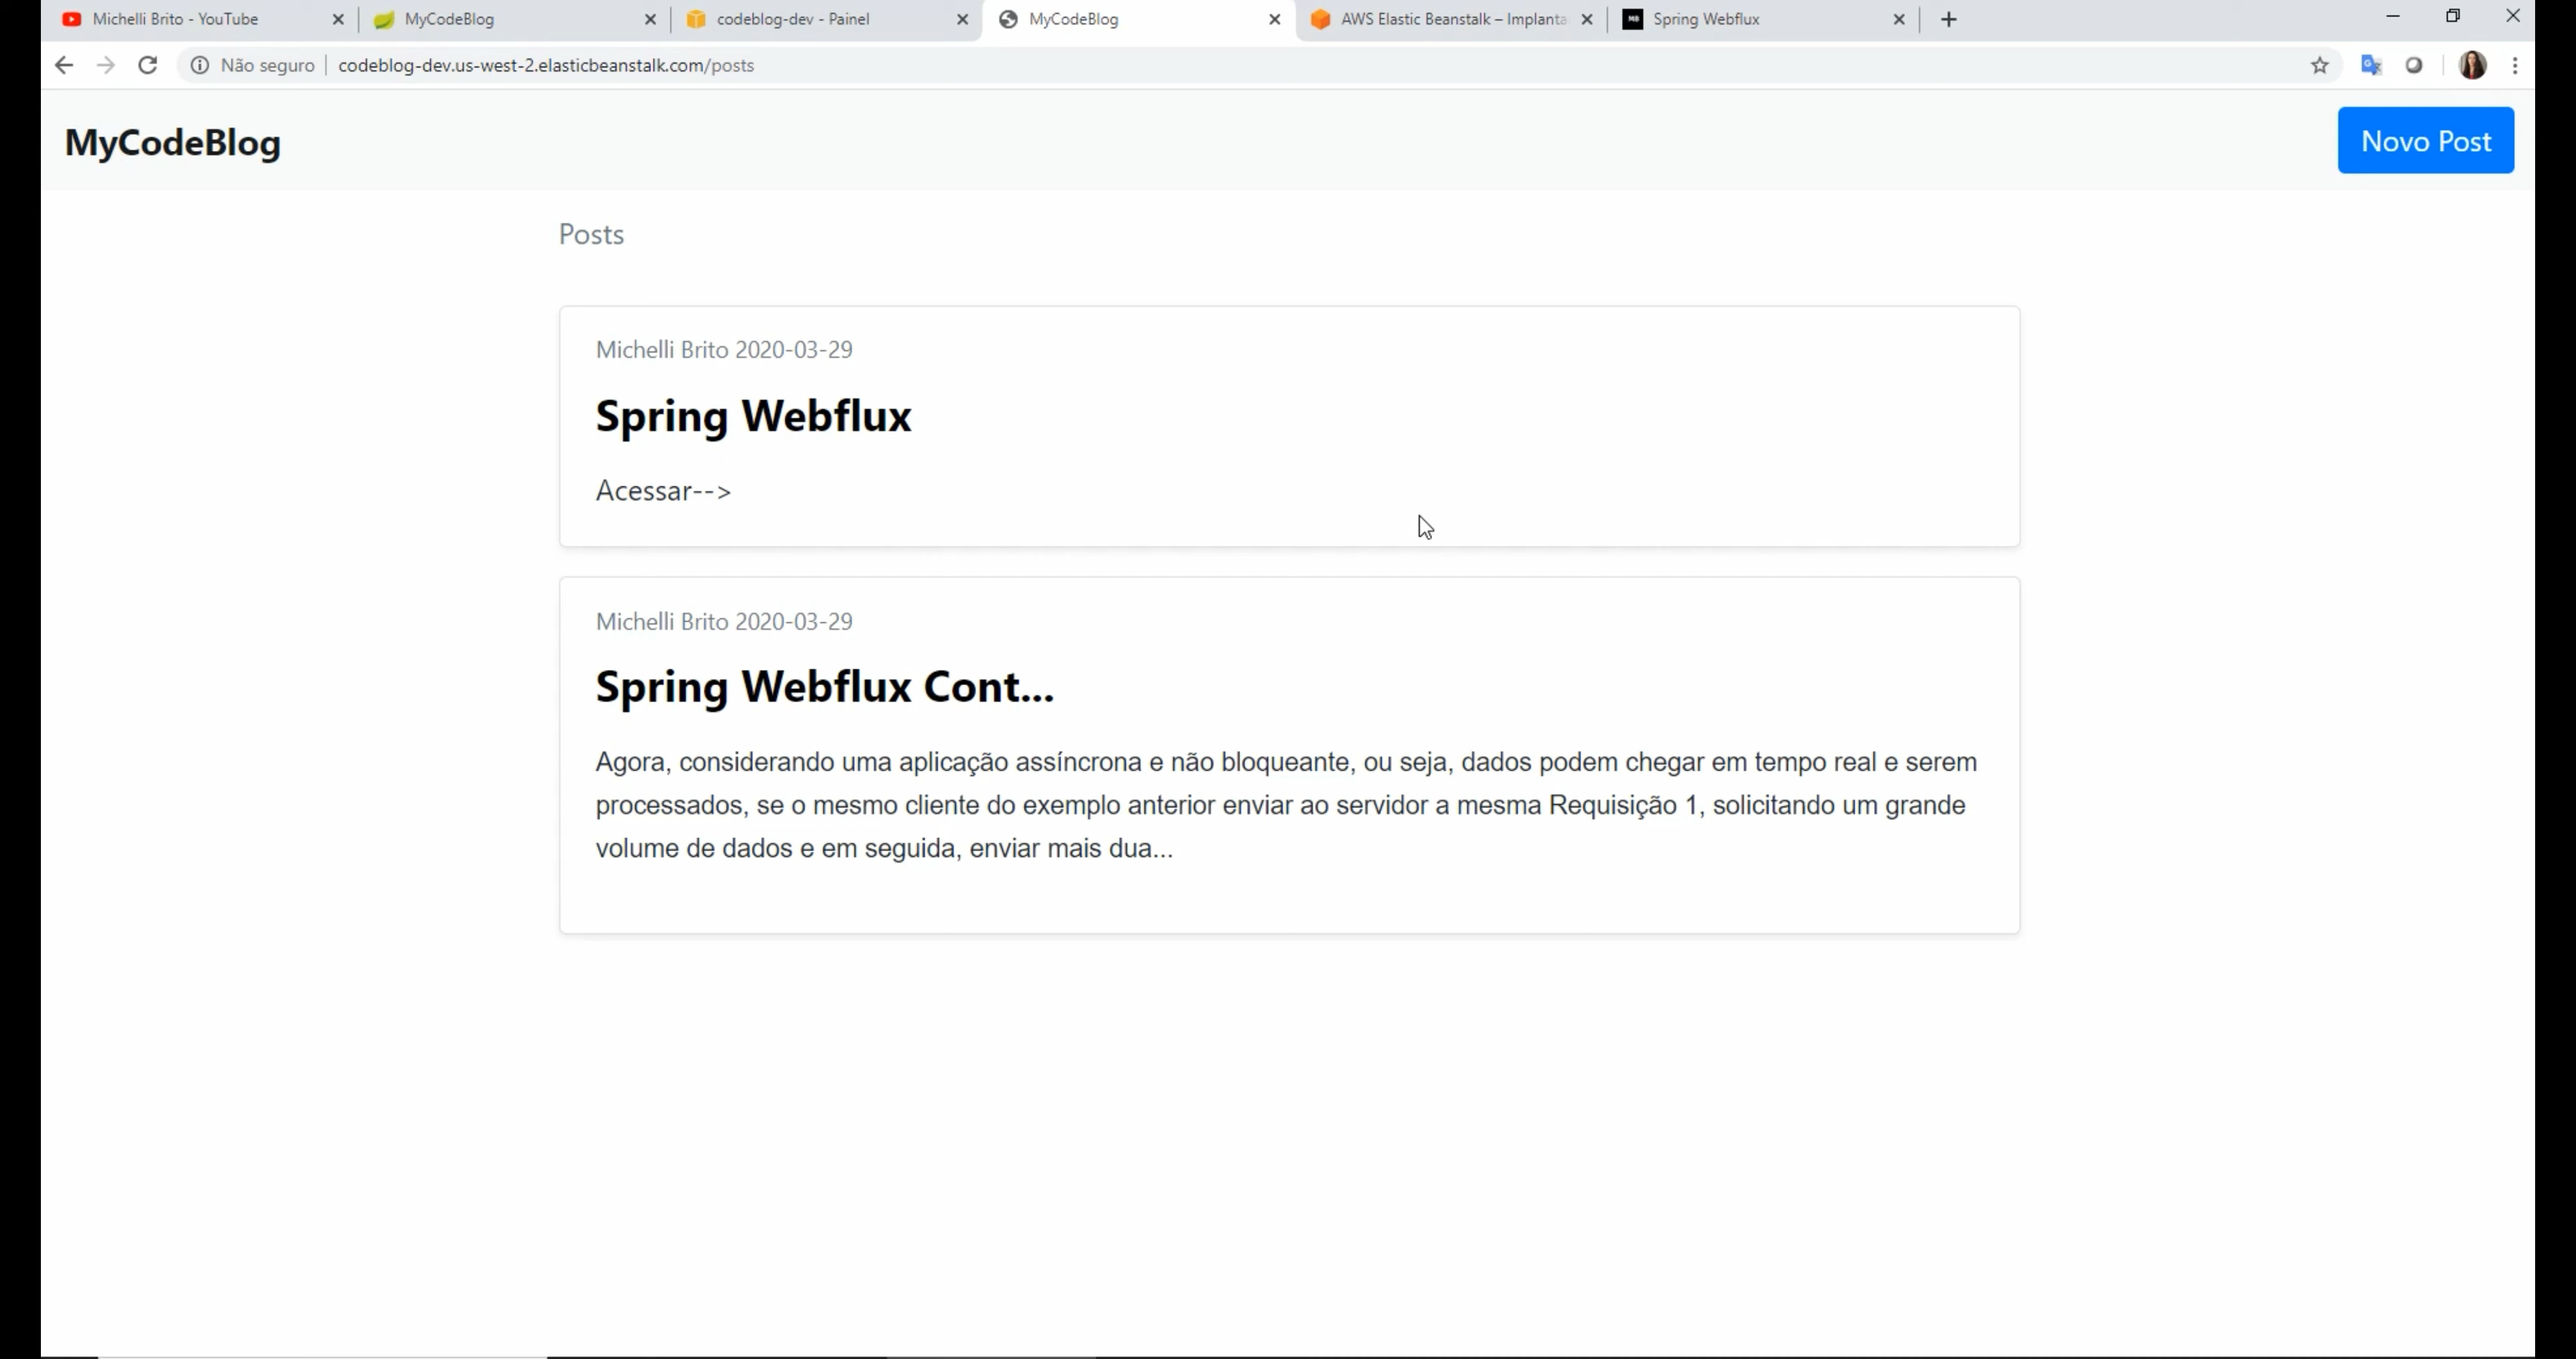 Michelli Brito - YouTube
MyCodeBlog
codeblog-dev - Painel
MyCodeBlog
AWS Elastic Beanstalk – Implanta
MB
Spring Webflux
Não seguro
codeblog-dev.us-west-2.elasticbeanstalk.com/posts
MyCodeBlog
Novo Post
Posts
Michelli Brito 2020-03-29
Spring Webflux
Acessar-->
Michelli Brito 2020-03-29
Spring Webflux Cont...
Agora, considerando uma aplicação assíncrona e não bloqueante, ou seja, dados podem chegar em tempo real e serem
processados, se o mesmo cliente do exemplo anterior enviar ao servidor a mesma Requisição 1, solicitando um grande
volume de dados e em seguida, enviar mais dua...